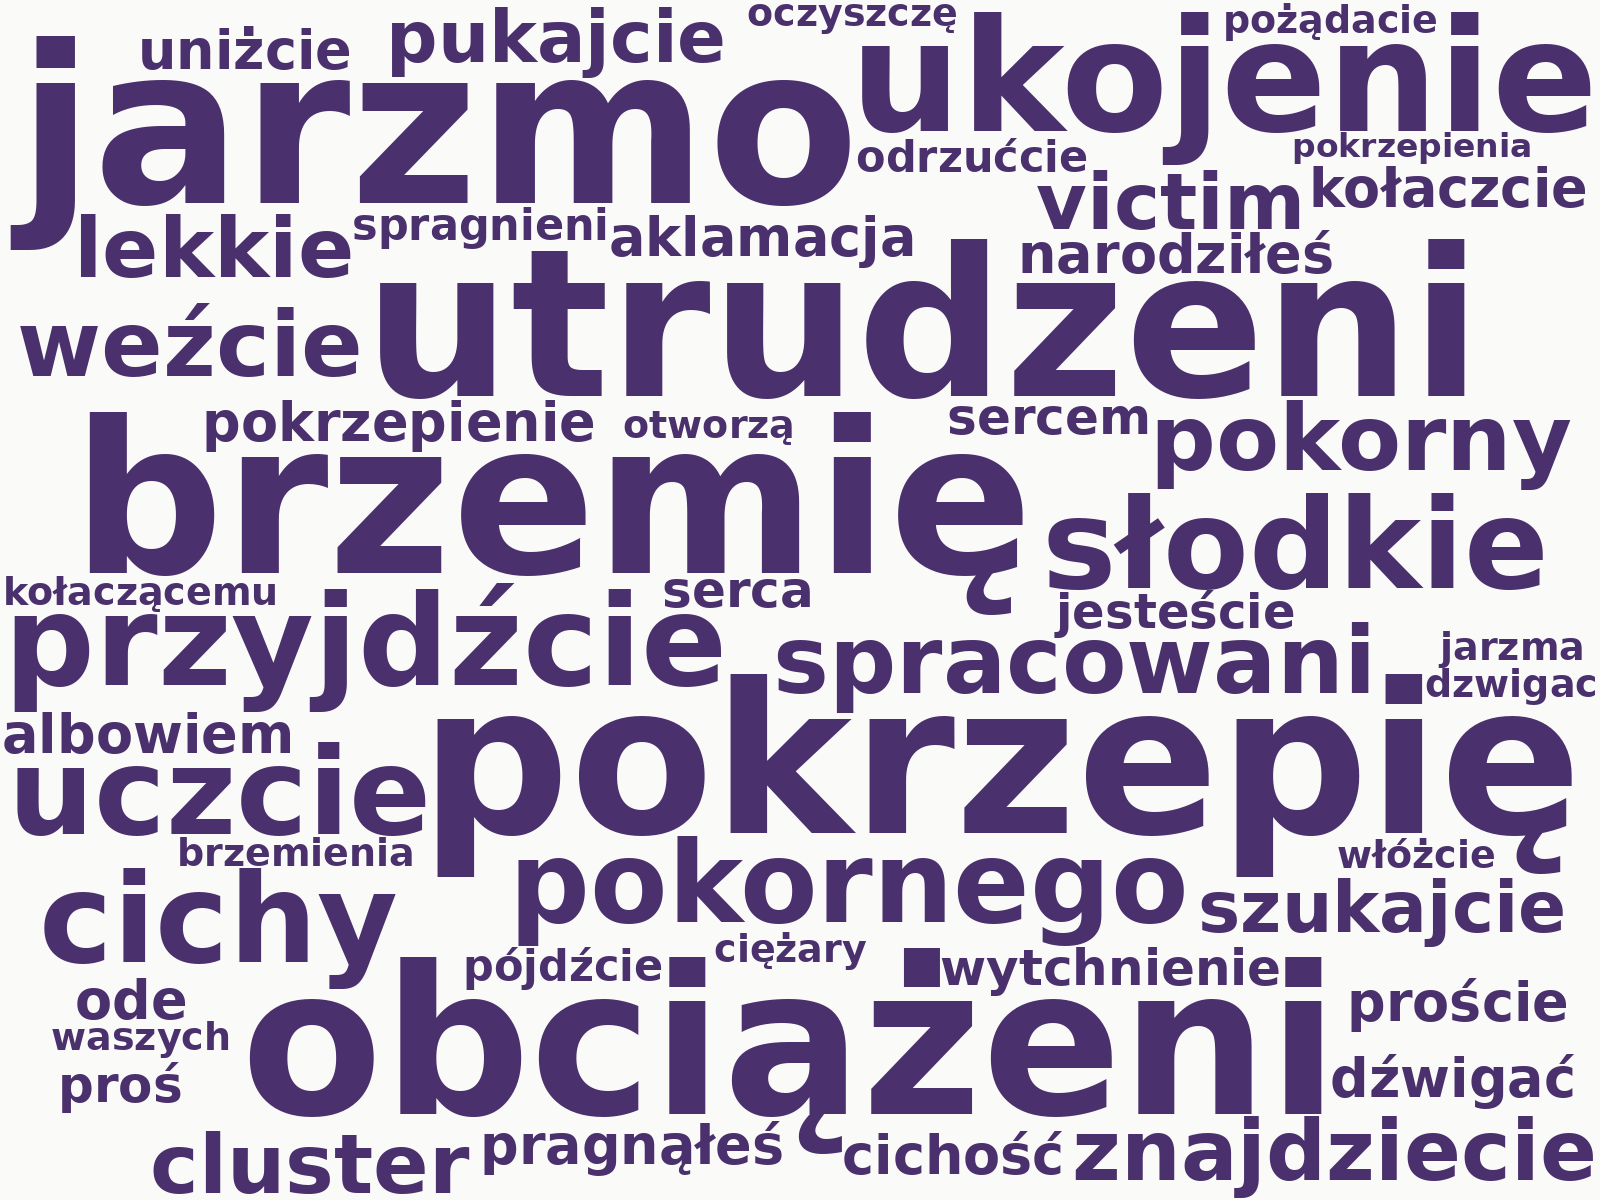 oczyszczę
pożądacie
uniżcie
pukajcie
ukojenie
jarzmo
pokrzepienia
odrzućcie
victim
kołaczcie
lekkie
spragnieni
aklamacja
narodziłeś
weźcie
utrudzeni
pokrzepienie
otworzą
sercem
pokorny
brzemię
słodkie
kołaczącemu
serca
jesteście
przyjdźcie
spracowani
jarzma
dzwigac
albowiem
pokrzepię
uczcie
brzemienia
włóżcie
pokornego
cichy
szukajcie
ciężary
pójdźcie
wytchnienie
ode
proście
waszych
obciążeni
proś
dźwigać
pragnąłeś
cichość
znajdziecie
cluster